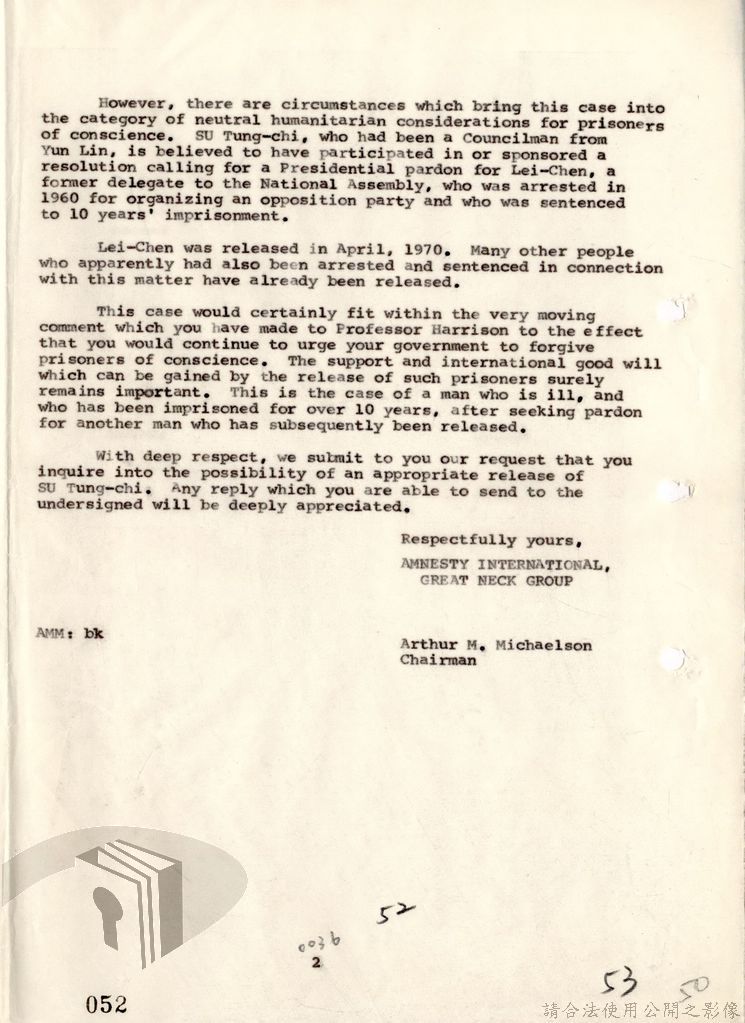 However, there are circumstances which bring this case into
the category of neutral humanitarian considerations for prisoners
of conscience. SU Tung-chi, who had been a Councilman from
Yun Lin, is believed to have participated in or sponsored a
resolution calling for a Presidential pardon for Lei-Chen, a
former delegate to the National Assembly, who was arrested in
1960 for organizing an opposition party and who was sentenced
to 10 years' imprisonment.
Lei-Chen was released in April, 1970. Many other people
who apparently had also been arrested and sentenced in connection
with this matter have already been released.
This case would certainly fit within the very moving
comment which you have made to Professor Harrison to the effect
that you would continue to urge your government to forgive
prisoners of conscience. The support and international good will
which can be gained by the release of such prisoners surely
remains important. This is the case of a man who is ill, and
who has been imprisoned for over 10 years, after seeking pardon
for another man who has subsequently been released.
With deep respect, we submit to you our request that you
inquire into the possibility of an appropriate release of
SU Tung-chi. Any reply which you are able to send to the
undersigned will be deeply appreciated.
Respectfully yours,
AMNESTY INTERNATIONAL,
GREAT NECK GROUP
AMM: bk
Arthur M. Michaelson
Chairman
52
0036
2
53 50
052
請合法使用公開之影像